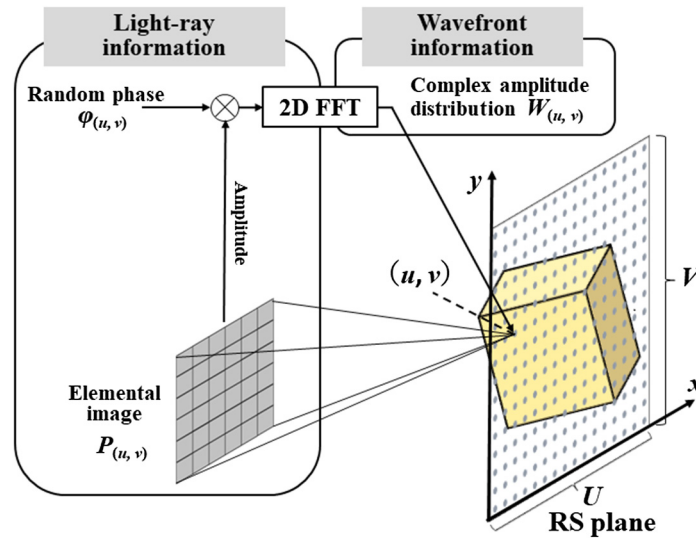 Light-ray
information
Wavefront
information
Random phase
φ(u, v)
2D FFT
Complex amplitude
distribution W(u, v)
Amplitude
y
(u, v)
V
Elemental
image
P(u, v)
x
U
RS plane